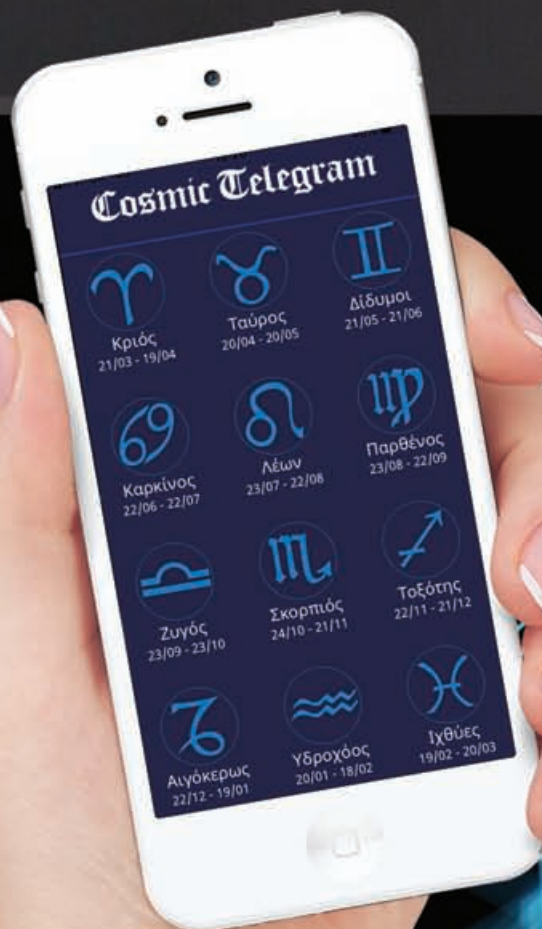 Cosmic Telegram
Κριός
21/03 - 19/04
Ταύρος
20/04 - 20/05
Δίδυμοι
21/05 - 21/06
Καρκίνος
22/06 - 22/07
Λέων
23/07 - 22/08
Παρθένος
23/08 - 22/09
Ζυγός
23/09 - 23/10
Σκορπιός
24/10 - 21/11
Τοξότης
22/11 - 21/12
Αιγόκερως
22/12 - 19/01
Υδροχόος
20/01 - 18/02
Ιχθύες
19/02 - 20/03